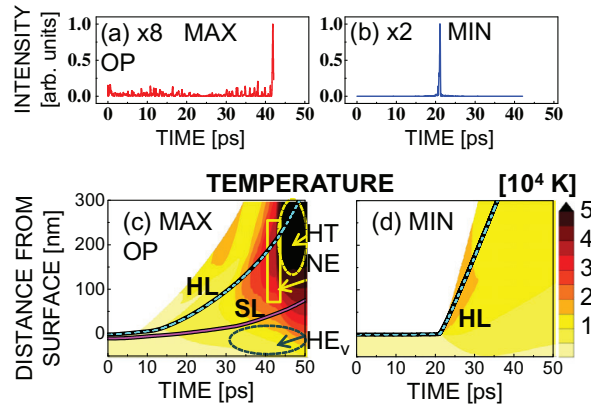 INTENSITY
[arb. units]
(a) x8 MAX
OP
1.0
0.5
0.0
0 10 20 30 40 50
TIME [ps]
(b) x2 MIN
1.0
0.5
0.0
0 10 20 30 40 50
TIME [ps]
TEMPERATURE [10⁴ K]
DISTANCE FROM
SURFACE [nm]
300
200
100
0
(c) MAX
OP
HL
SL
HT
NE
HEᵥ
0 10 20 30 40 50
TIME [ps]
(d) MIN
HL
0 10 20 30 40 50
TIME [ps]
5
4
3
2
1